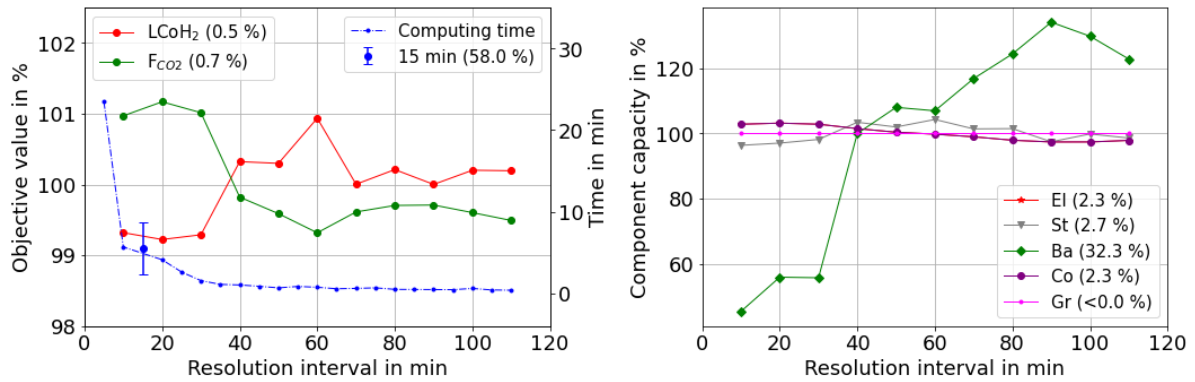 Objective value in %
102
101
100
99
98
LCoH₂ (0.5 %)
F_CO2 (0.7 %)
Computing time
15 min (58.0 %)
30
20
10
0
Time in min
0 20 40 60 80 100 120
Resolution interval in min
Component capacity in %
120
100
80
60
El (2.3 %)
St (2.7 %)
Ba (32.3 %)
Co (2.3 %)
Gr (<0.0 %)
0 20 40 60 80 100 120
Resolution interval in min